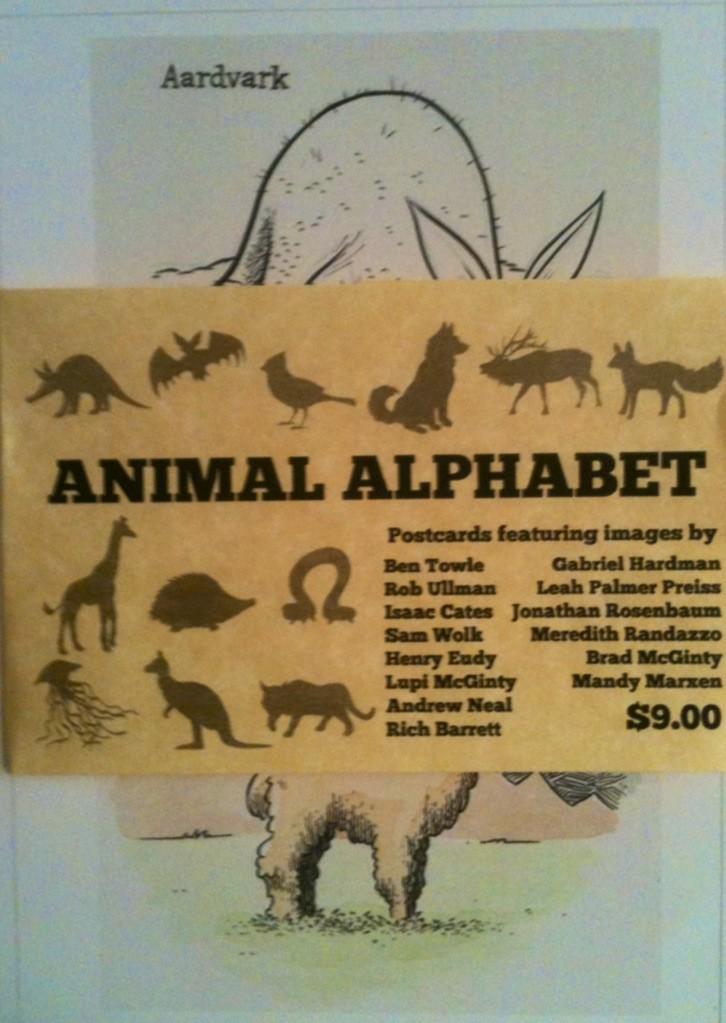 Aardvark
ANIMAL ALPHABET
Postcards featuring images by
Ben Towle
Rob Ullman
Isaac Cates
Sam Wolk
Henry Eudy
Lupi McGinty
Andrew Neal
Rich Barrett
Gabriel Hardman
Leah Palmer Preiss
Jonathan Rosenbaum
Meredith Randazzo
Brad McGinty
Mandy Marxen
$9.00